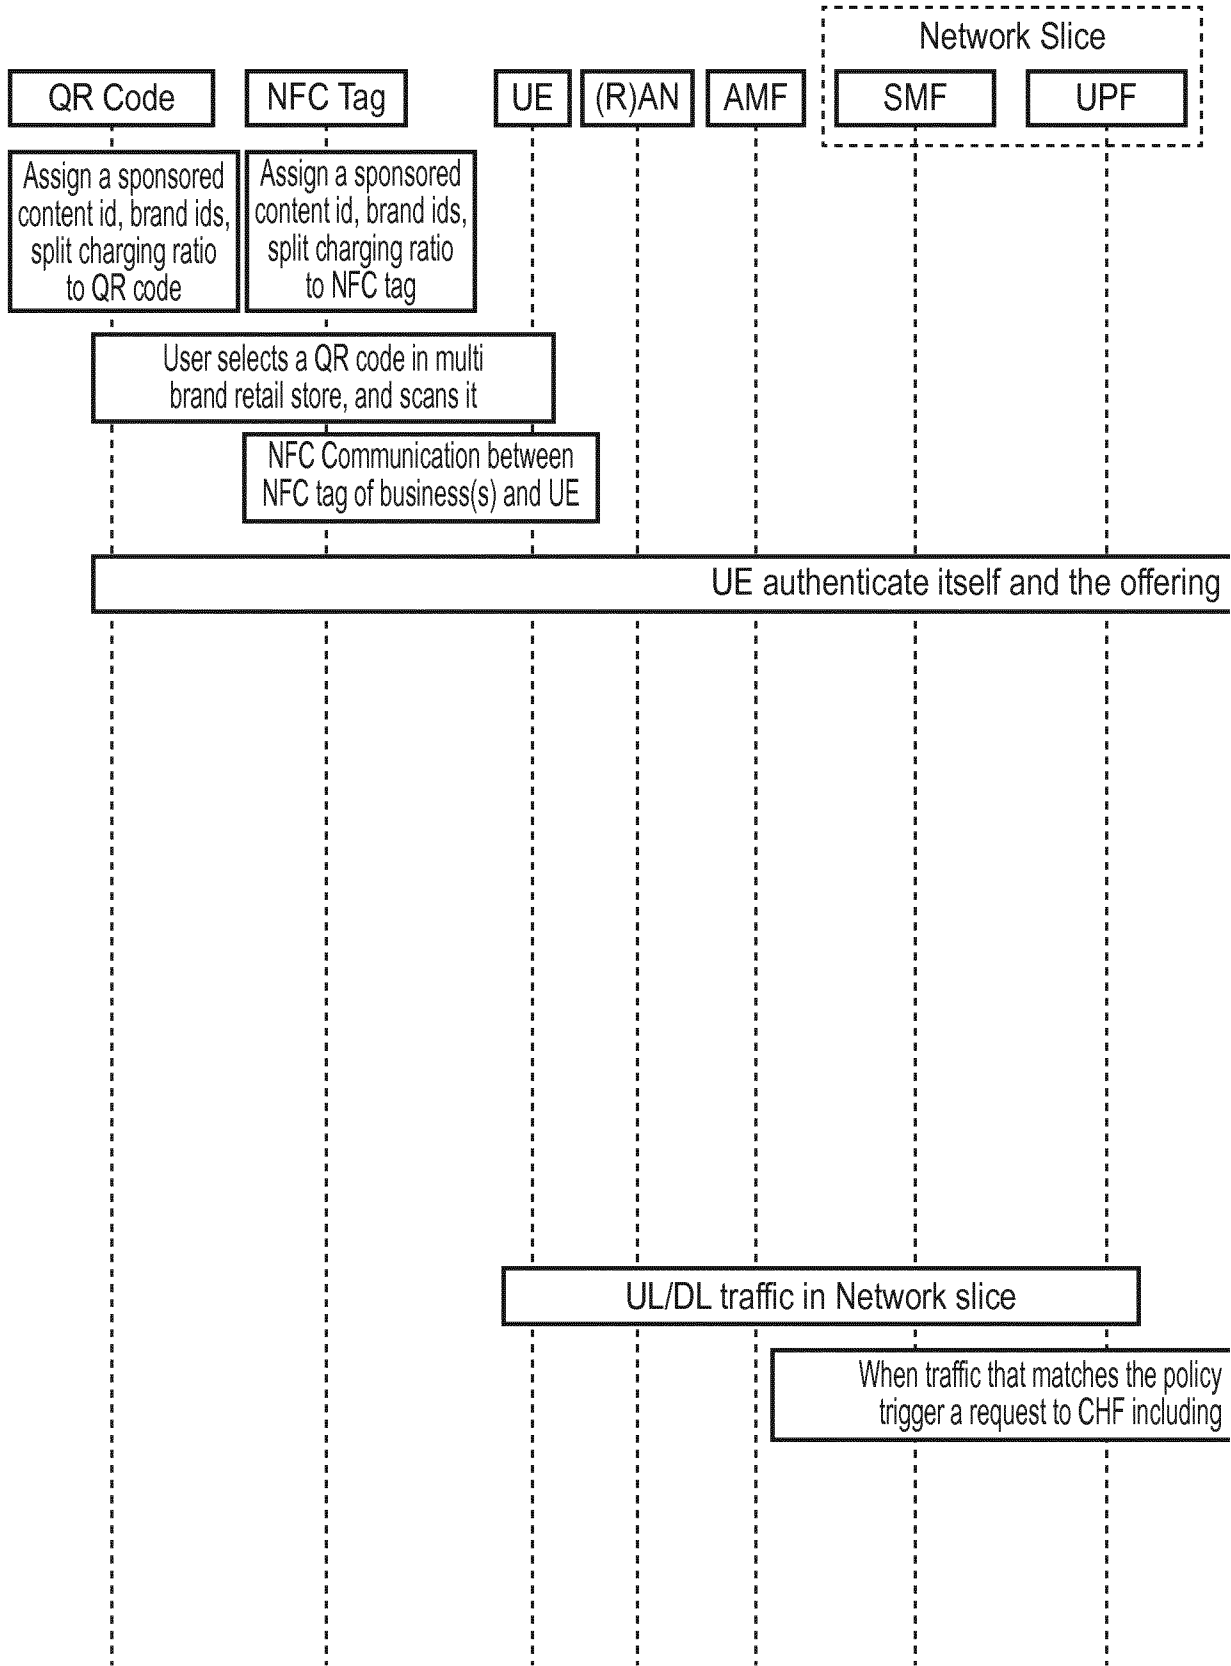 Network Slice
QR Code
NFC Tag
UE
(R)AN
AMF
SMF
UPF
Assign a sponsored
content id, brand ids,
split charging ratio
to QR code
Assign a sponsored
content id, brand ids,
split charging ratio
to NFC tag
User selects a QR code in multi
brand retail store, and scans it
NFC Communication between
NFC tag of business(s) and UE
UE authenticate itself and the offering
UL/DL traffic in Network slice
When traffic that matches the policy
trigger a request to CHF including